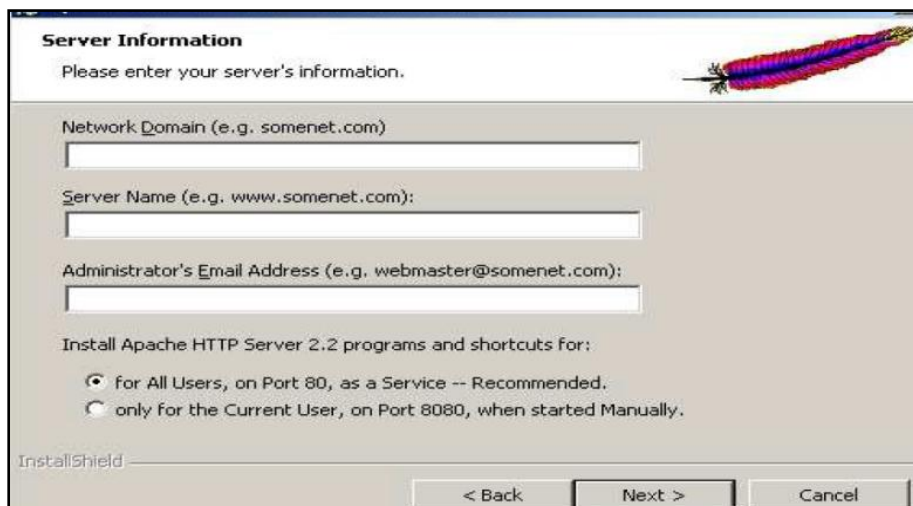 Server Information
Please enter your server's information.
Network Domain (e.g. somenet.com)
Server Name (e.g. www.somenet.com):
Administrator's Email Address (e.g. webmaster@somenet.com):
Install Apache HTTP Server 2.2 programs and shortcuts for:
for All Users, on Port 80, as a Service -- Recommended.
only for the Current User, on Port 8080, when started Manually.
InstallShield
< Back Next > Cancel